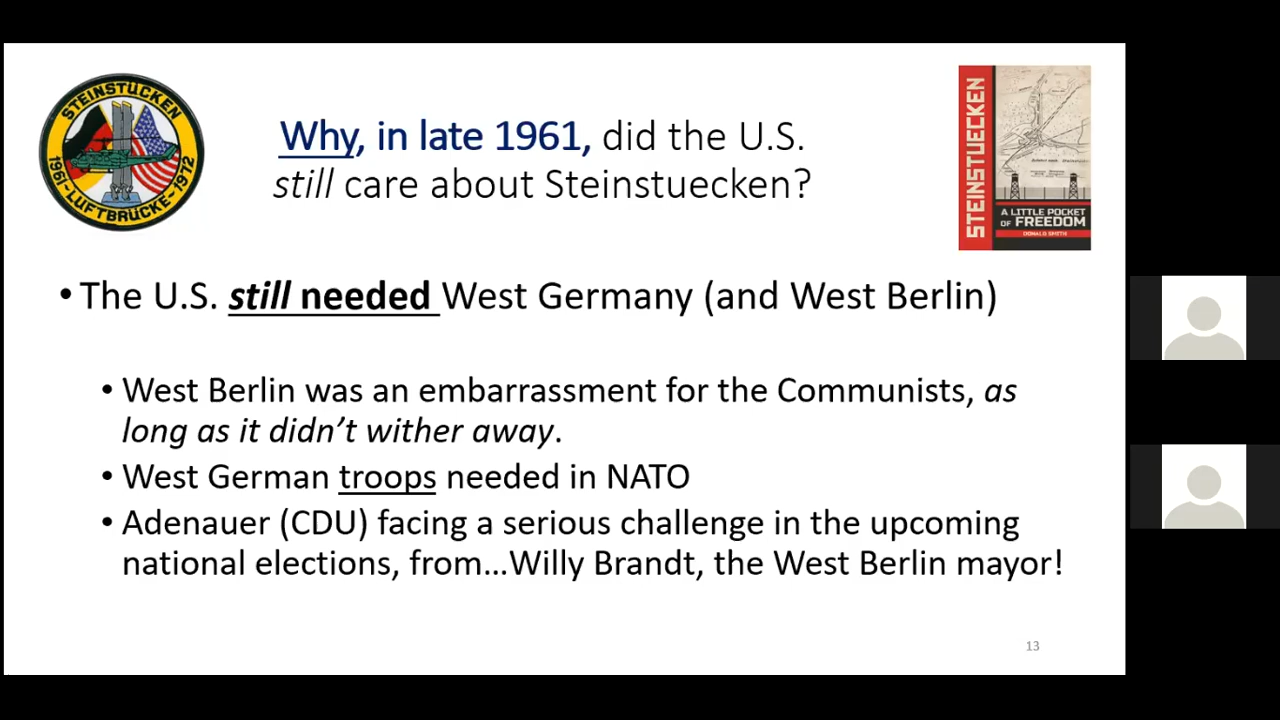 STEINSTÜCKEN
1961-LUFTBRÜCKE-1972
Why, in late 1961, did the U.S.
still care about Steinstuecken?
STEINSTUECKEN
A LITTLE POCKET
OF FREEDOM
DONALD SMITH
• The U.S. still needed West Germany (and West Berlin)
• West Berlin was an embarrassment for the Communists, as
long as it didn’t wither away.
• West German troops needed in NATO
• Adenauer (CDU) facing a serious challenge in the upcoming
national elections, from...Willy Brandt, the West Berlin mayor!
13